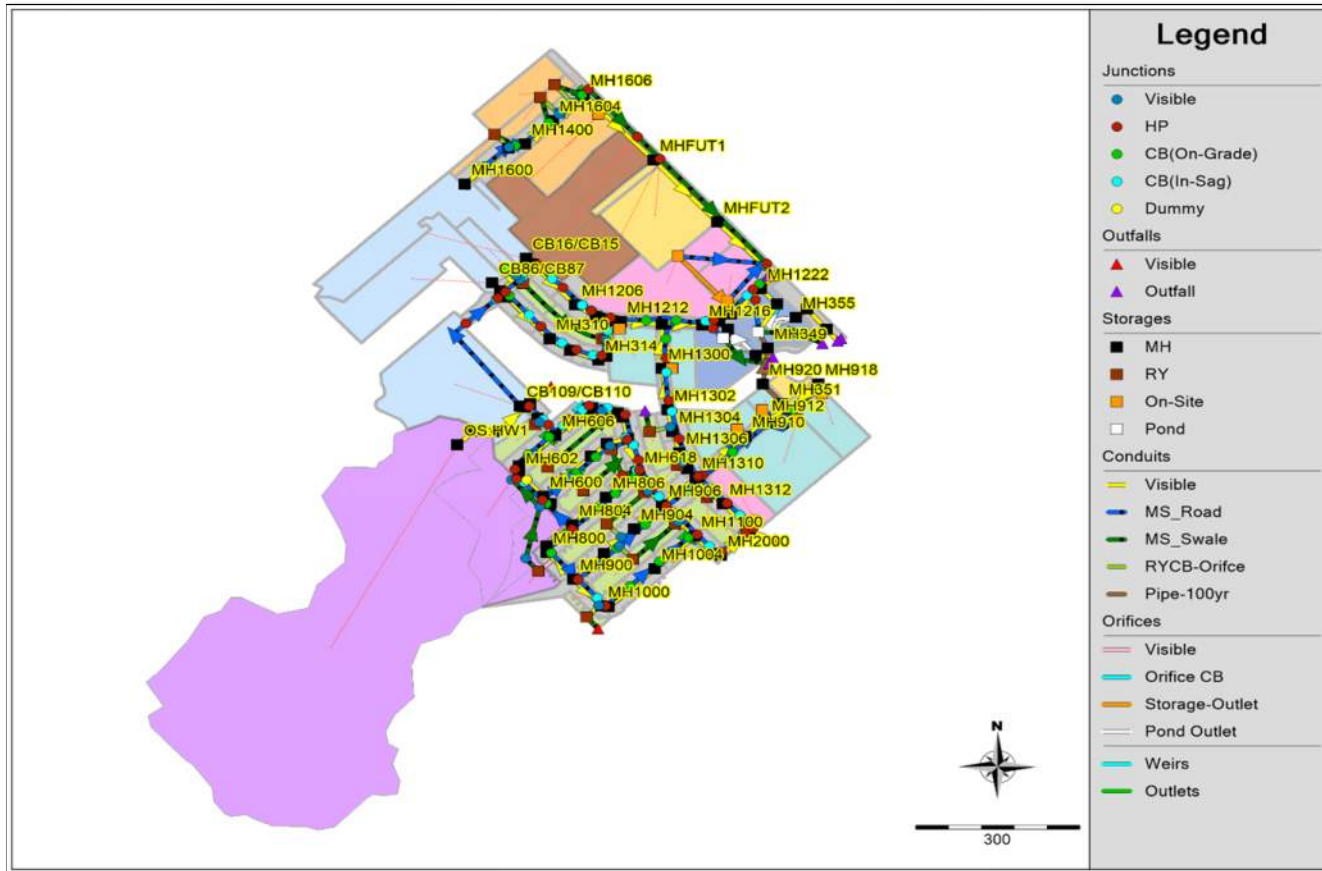 MH1606
MH1604
MH1400
MH1600
MHFUT1
MHFUT2
CB16/CB15
CB86/CB87
MH1222
MH1206
MH1212
MH1216
MH355
MH310
MH349
MH314
MH1300
MH920
MH918
MH351
MH1302
CB109/CB110
MH912
MH1304
MH910
MH606
OS:HW1
MH1306
MH602
MH618
MH1310
MH600
MH806
MH906
MH1312
MH804
MH904
MH1100
MH800
MH2000
MH1004
MH900
MH1000
N
300
Legend
Junctions
Visible
HP
CB(On-Grade)
CB(In-Sag)
Dummy
Outfalls
Visible
Outfall
Storages
MH
RY
On-Site
Pond
Conduits
Visible
MS_Road
MS_Swale
RYCB-Orifce
Pipe-100yr
Orifices
Visible
Orifice CB
Storage-Outlet
Pond Outlet
Weirs
Outlets